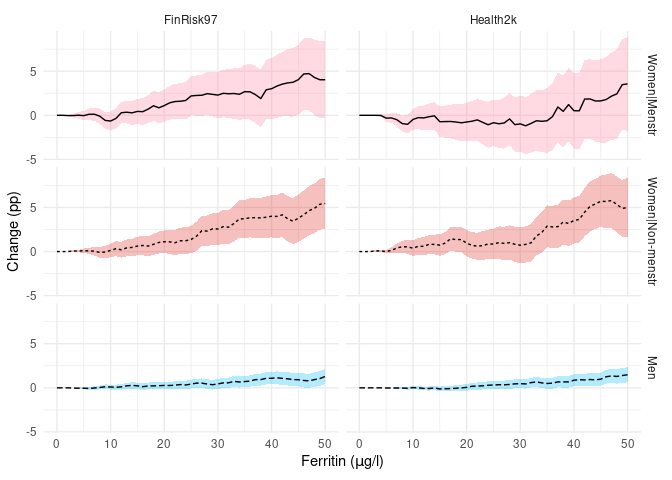 FinRisk97 Health2k
5
0
-5
Women|Menstr
5
0
-5
Women|Non-menstr
5
0
-5
Men
Change (pp)
0 10 20 30 40 50 0 10 20 30 40 50
Ferritin (μg/l)